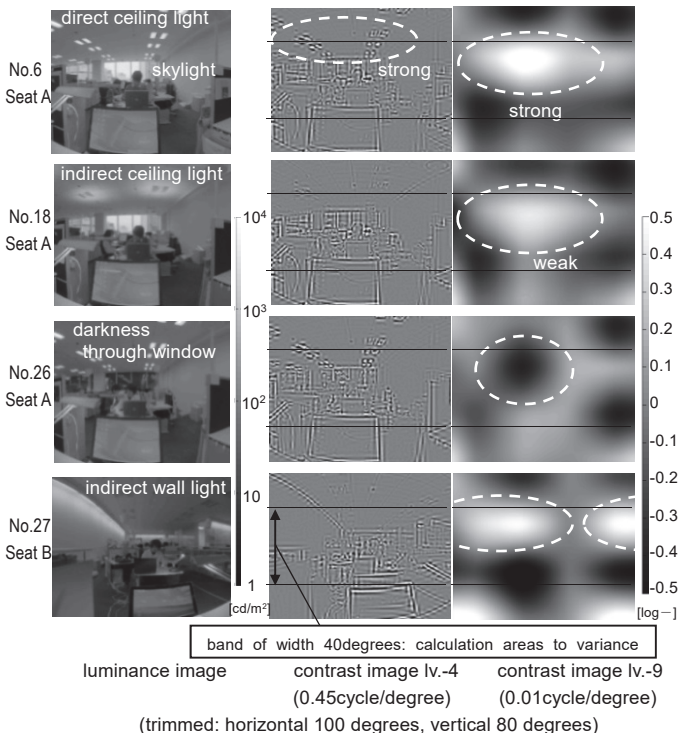 direct ceiling light
skylight
No.6
Seat A
strong
strong
indirect ceiling light
No.18
Seat A
weak
darkness
through window
No.26
Seat A
indirect wall light
No.27
Seat B
10⁴
10³
10²
10
1
[cd/m²]
0.5
0.4
0.3
0.2
0.1
0
-0.1
-0.2
-0.3
-0.4
-0.5
[log－]
band of width 40degrees: calculation areas to variance
luminance image
contrast image lv.-4
(0.45cycle/degree)
contrast image lv.-9
(0.01cycle/degree)
(trimmed: horizontal 100 degrees, vertical 80 degrees)